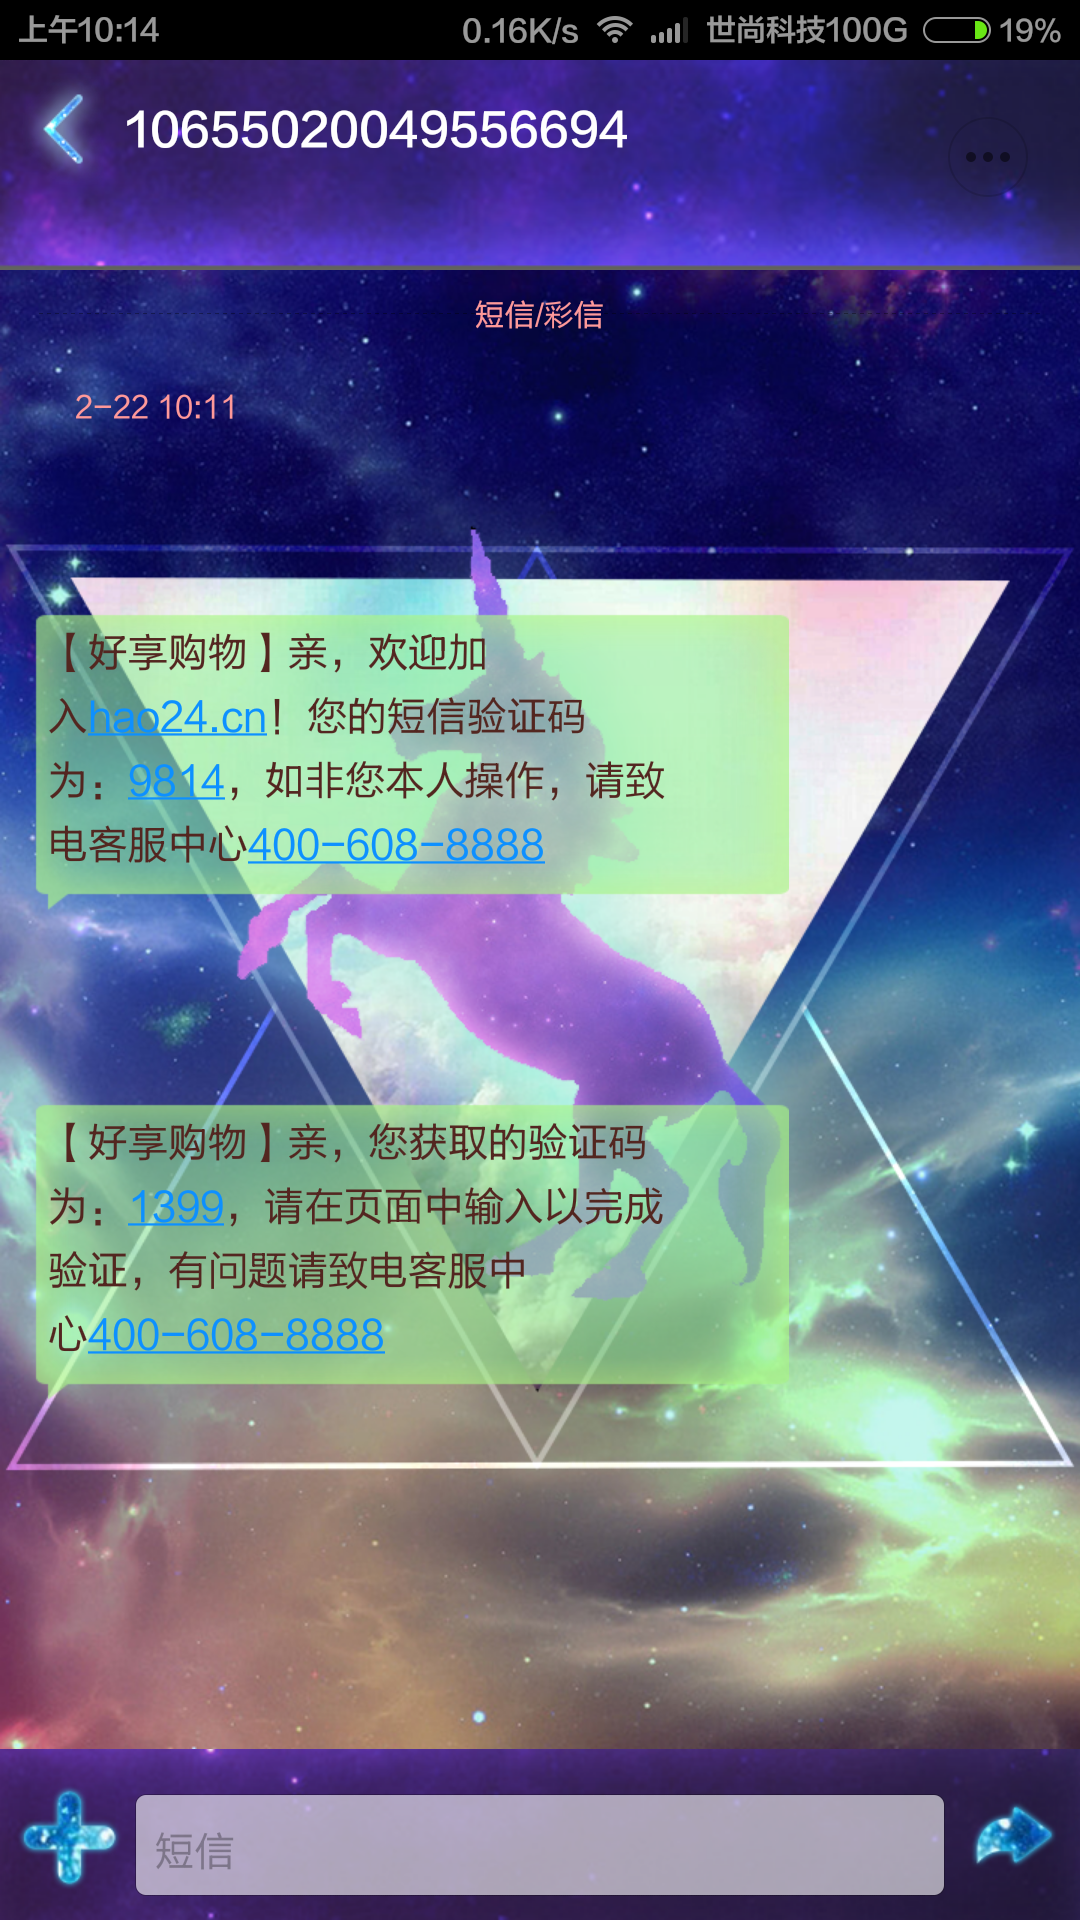 上午10:14 0.16K/s 世尚科技100G 19%
10655020049556694
短信/彩信
2-22 10:11
【好享购物】亲，欢迎加
入hao24.cn！您的短信验证码
为：9814，如非您本人操作，请致
电客服中心400-608-8888
【好享购物】亲，您获取的验证码
为：1399，请在页面中输入以完成
验证，有问题请致电客服中
心400-608-8888
短信